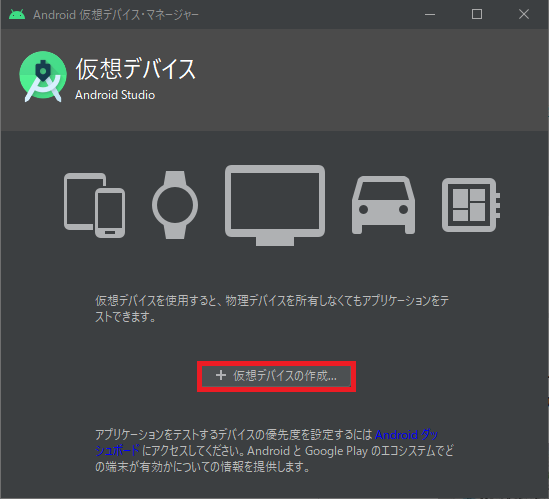 Android 仮想デバイス・マネージャー
仮想デバイス
Android Studio
仮想デバイスを使用すると、物理デバイスを所有しなくてもアプリケーションをテ
ストできます。
+ 仮想デバイスの作成...
アプリケーションをテストするデバイスの優先度を設定するには Android ダッ
シュボードにアクセスしてください。Android と Google Play のエコシステムでど
の端末が有効かについての情報を提供します。